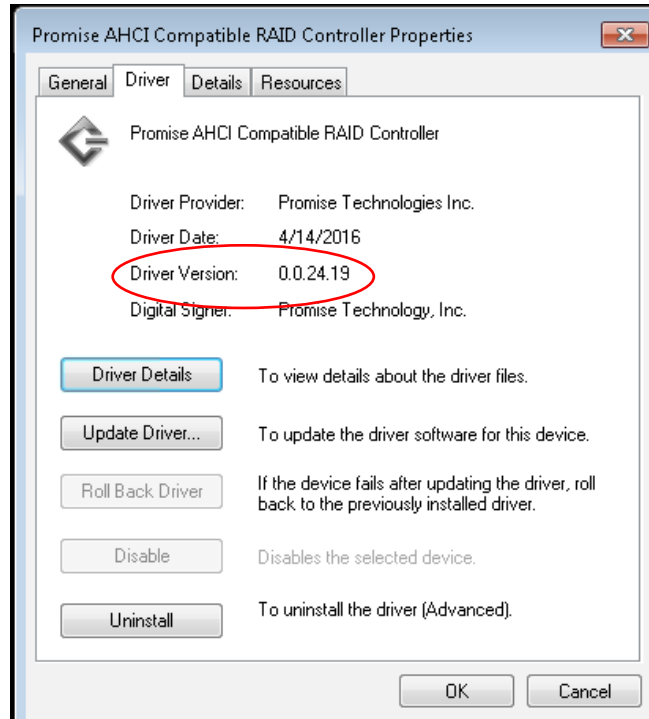 Promise AHCI Compatible RAID Controller Properties
General Driver Details Resources
Promise AHCI Compatible RAID Controller
Driver Provider: Promise Technologies Inc.
Driver Date: 4/14/2016
Driver Version: 0.0.24.19
Digital Signer: Promise Technology, Inc.
Driver Details To view details about the driver files.
Update Driver... To update the driver software for this device.
Roll Back Driver If the device fails after updating the driver, roll
back to the previously installed driver.
Disable Disables the selected device.
Uninstall To uninstall the driver (Advanced).
OK Cancel